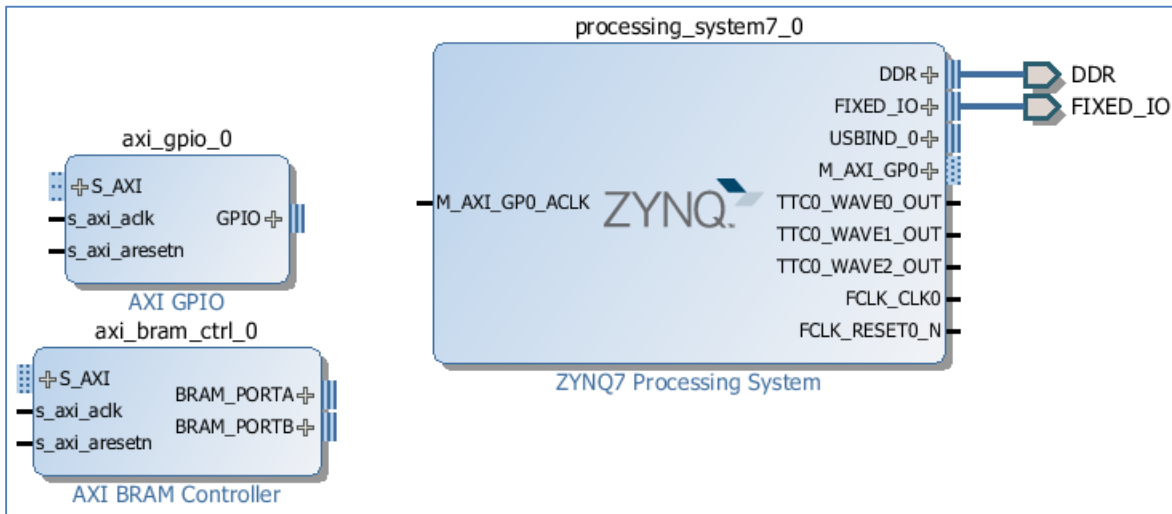 processing_system7_0
DDR
FIXED_IO
USBIND_0
M_AXI_GP0
M_AXI_GP0_ACLK
ZYNQ
TTC0_WAVE0_OUT
TTC0_WAVE1_OUT
TTC0_WAVE2_OUT
FCLK_CLK0
FCLK_RESET0_N
ZYNQ7 Processing System
DDR
FIXED_IO
axi_gpio_0
S_AXI
s_axi_aclk
GPIO
s_axi_aresetn
AXI GPIO
axi_bram_ctrl_0
S_AXI
BRAM_PORTA
s_axi_aclk
BRAM_PORTB
s_axi_aresetn
AXI BRAM Controller